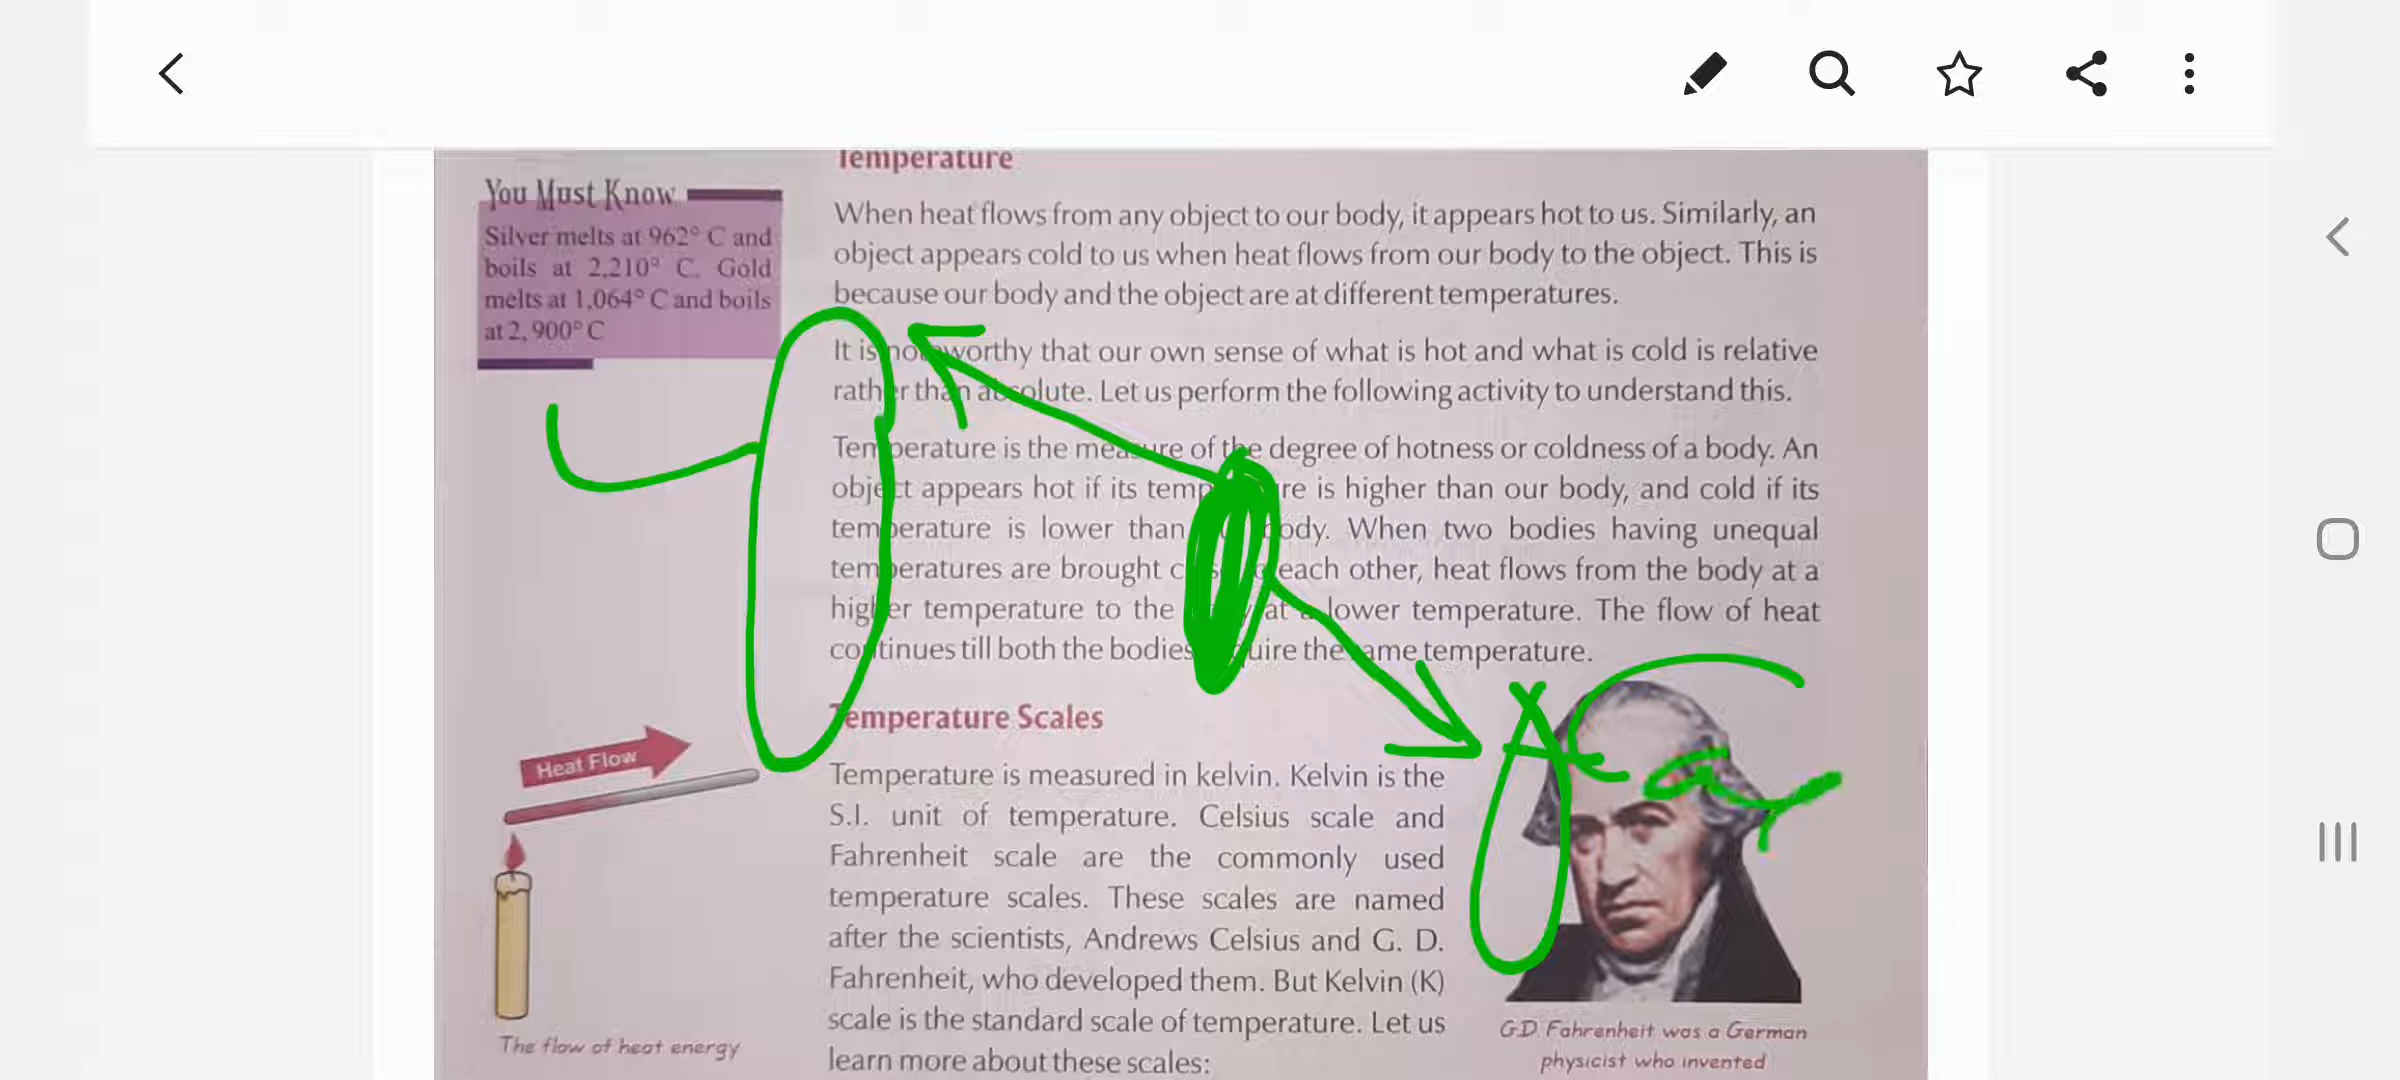 Temperature
You Must Know
Silver melts at 962° C and
boils at 2,210° C. Gold
melts at 1,064° C and boils
at 2,900° C
When heat flows from any object to our body, it appears hot to us. Similarly, an
object appears cold to us when heat flows from our body to the object. This is
because our body and the object are at different temperatures.
It is noteworthy that our own sense of what is hot and what is cold is relative
rather than absolute. Let us perform the following activity to understand this.
Temperature is the measure of the degree of hotness or coldness of a body. An
object appears hot if its temperature is higher than our body, and cold if its
temperature is lower than body. When two bodies having unequal
temperatures are brought each other, heat flows from the body at a
higher temperature to the at a lower temperature. The flow of heat
continues till both the bodies acquire the same temperature.
Temperature Scales
Temperature is measured in kelvin. Kelvin is the
S.I. unit of temperature. Celsius scale and
Fahrenheit scale are the commonly used
temperature scales. These scales are named
after the scientists, Andrews Celsius and G. D.
Fahrenheit, who developed them. But Kelvin (K)
scale is the standard scale of temperature. Let us
learn more about these scales:
Heat Flow
The flow of heat energy
G.D. Fahrenheit was a German
physicist who invented